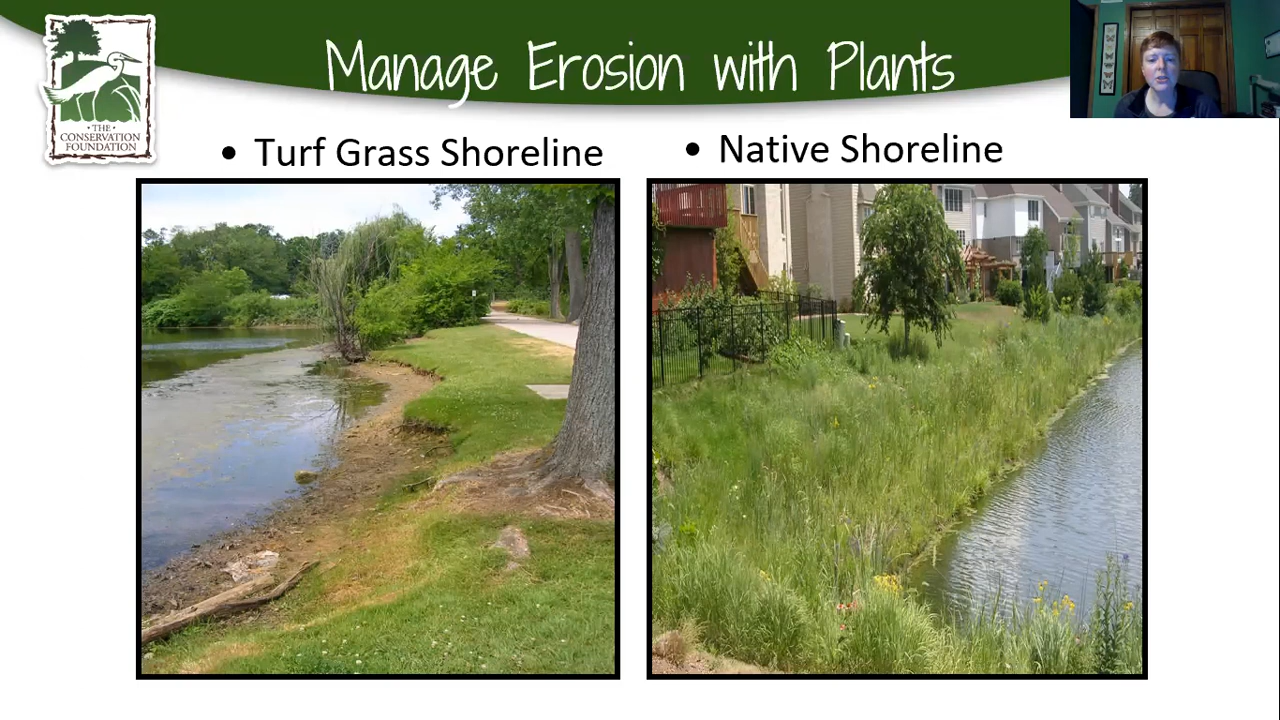 Manage Erosion with Plants
• THE •
CONSERVATION
FOUNDATION
• Turf Grass Shoreline
• Native Shoreline